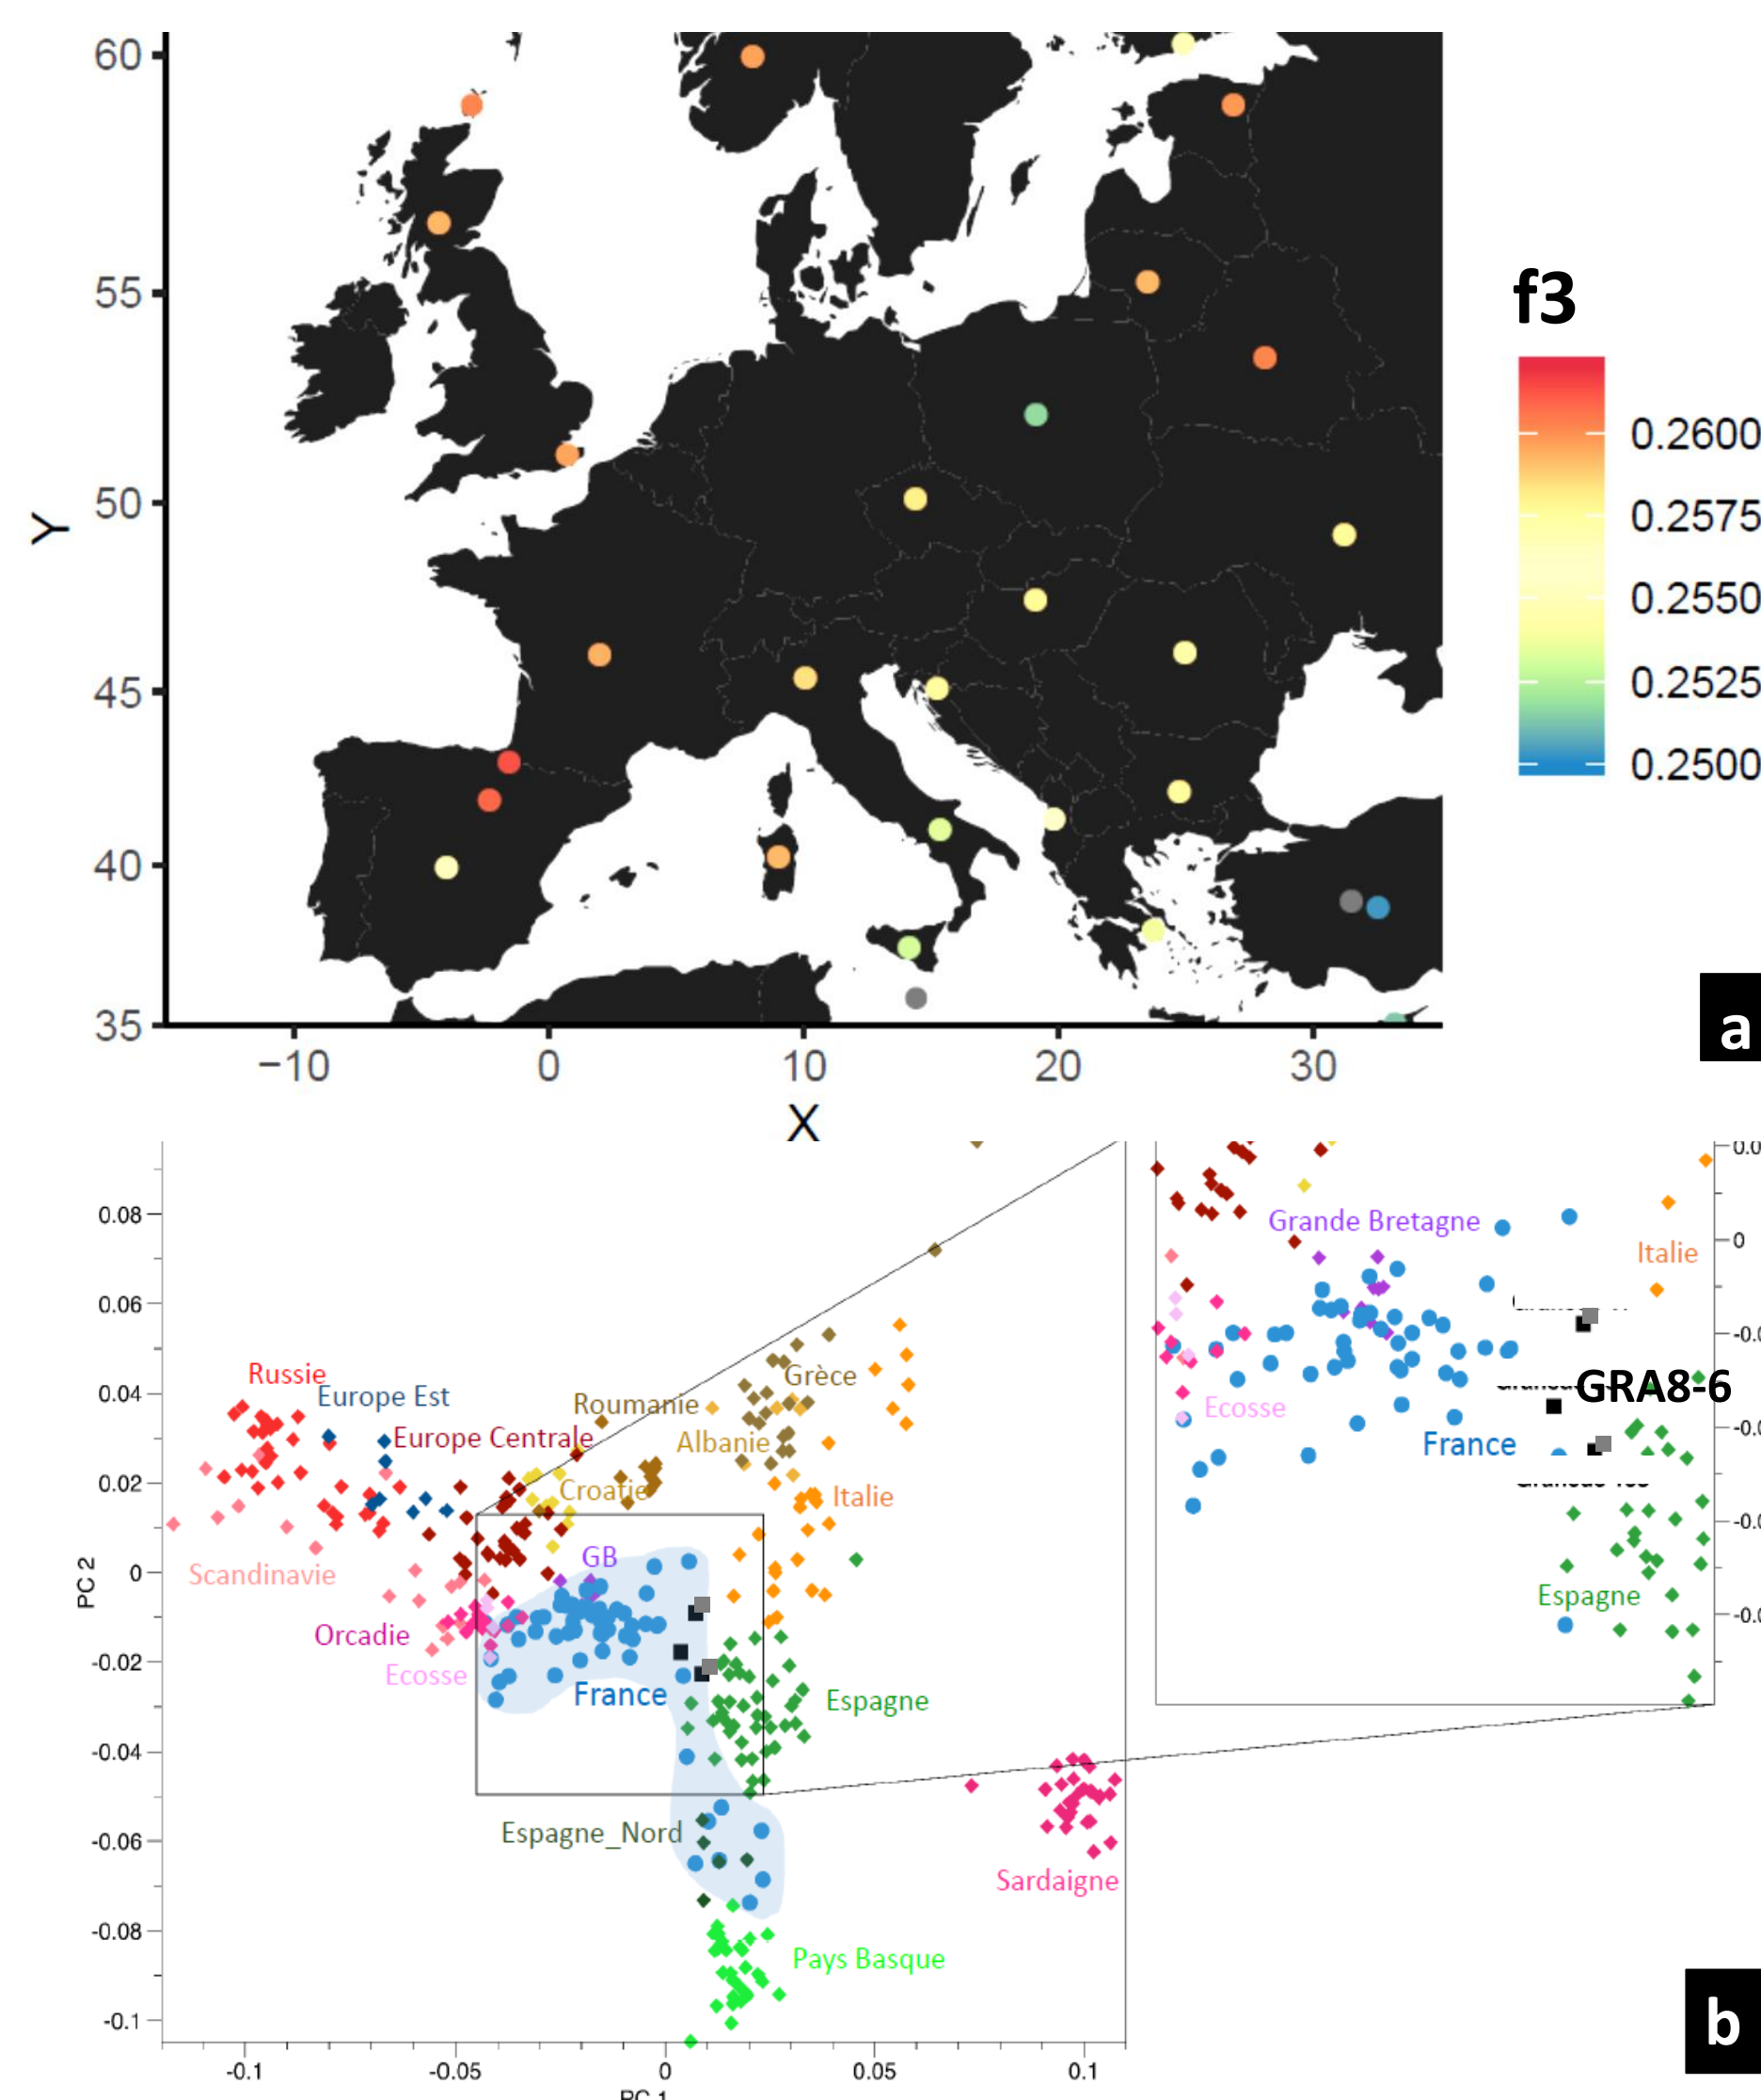 60
55
50
45
40
35
Y
−10 0 10 20 30
X
f3
0.2600
0.2575
0.2550
0.2525
0.2500
a
0.08
0.06
0.04
0.02
0
-0.02
-0.04
-0.06
-0.08
-0.1
PC 2
-0.1 -0.05 0 0.05 0.1
PC 1
Russie
Europe Est
Europe Centrale
Roumanie
Grèce
Albanie
Croatie
Italie
Scandinavie
GB
Orcadie
Ecosse
France
Espagne
Espagne_Nord
Sardaigne
Pays Basque
Grande Bretagne
Italie
GRA8-6
Ecosse
France
Espagne
0
b